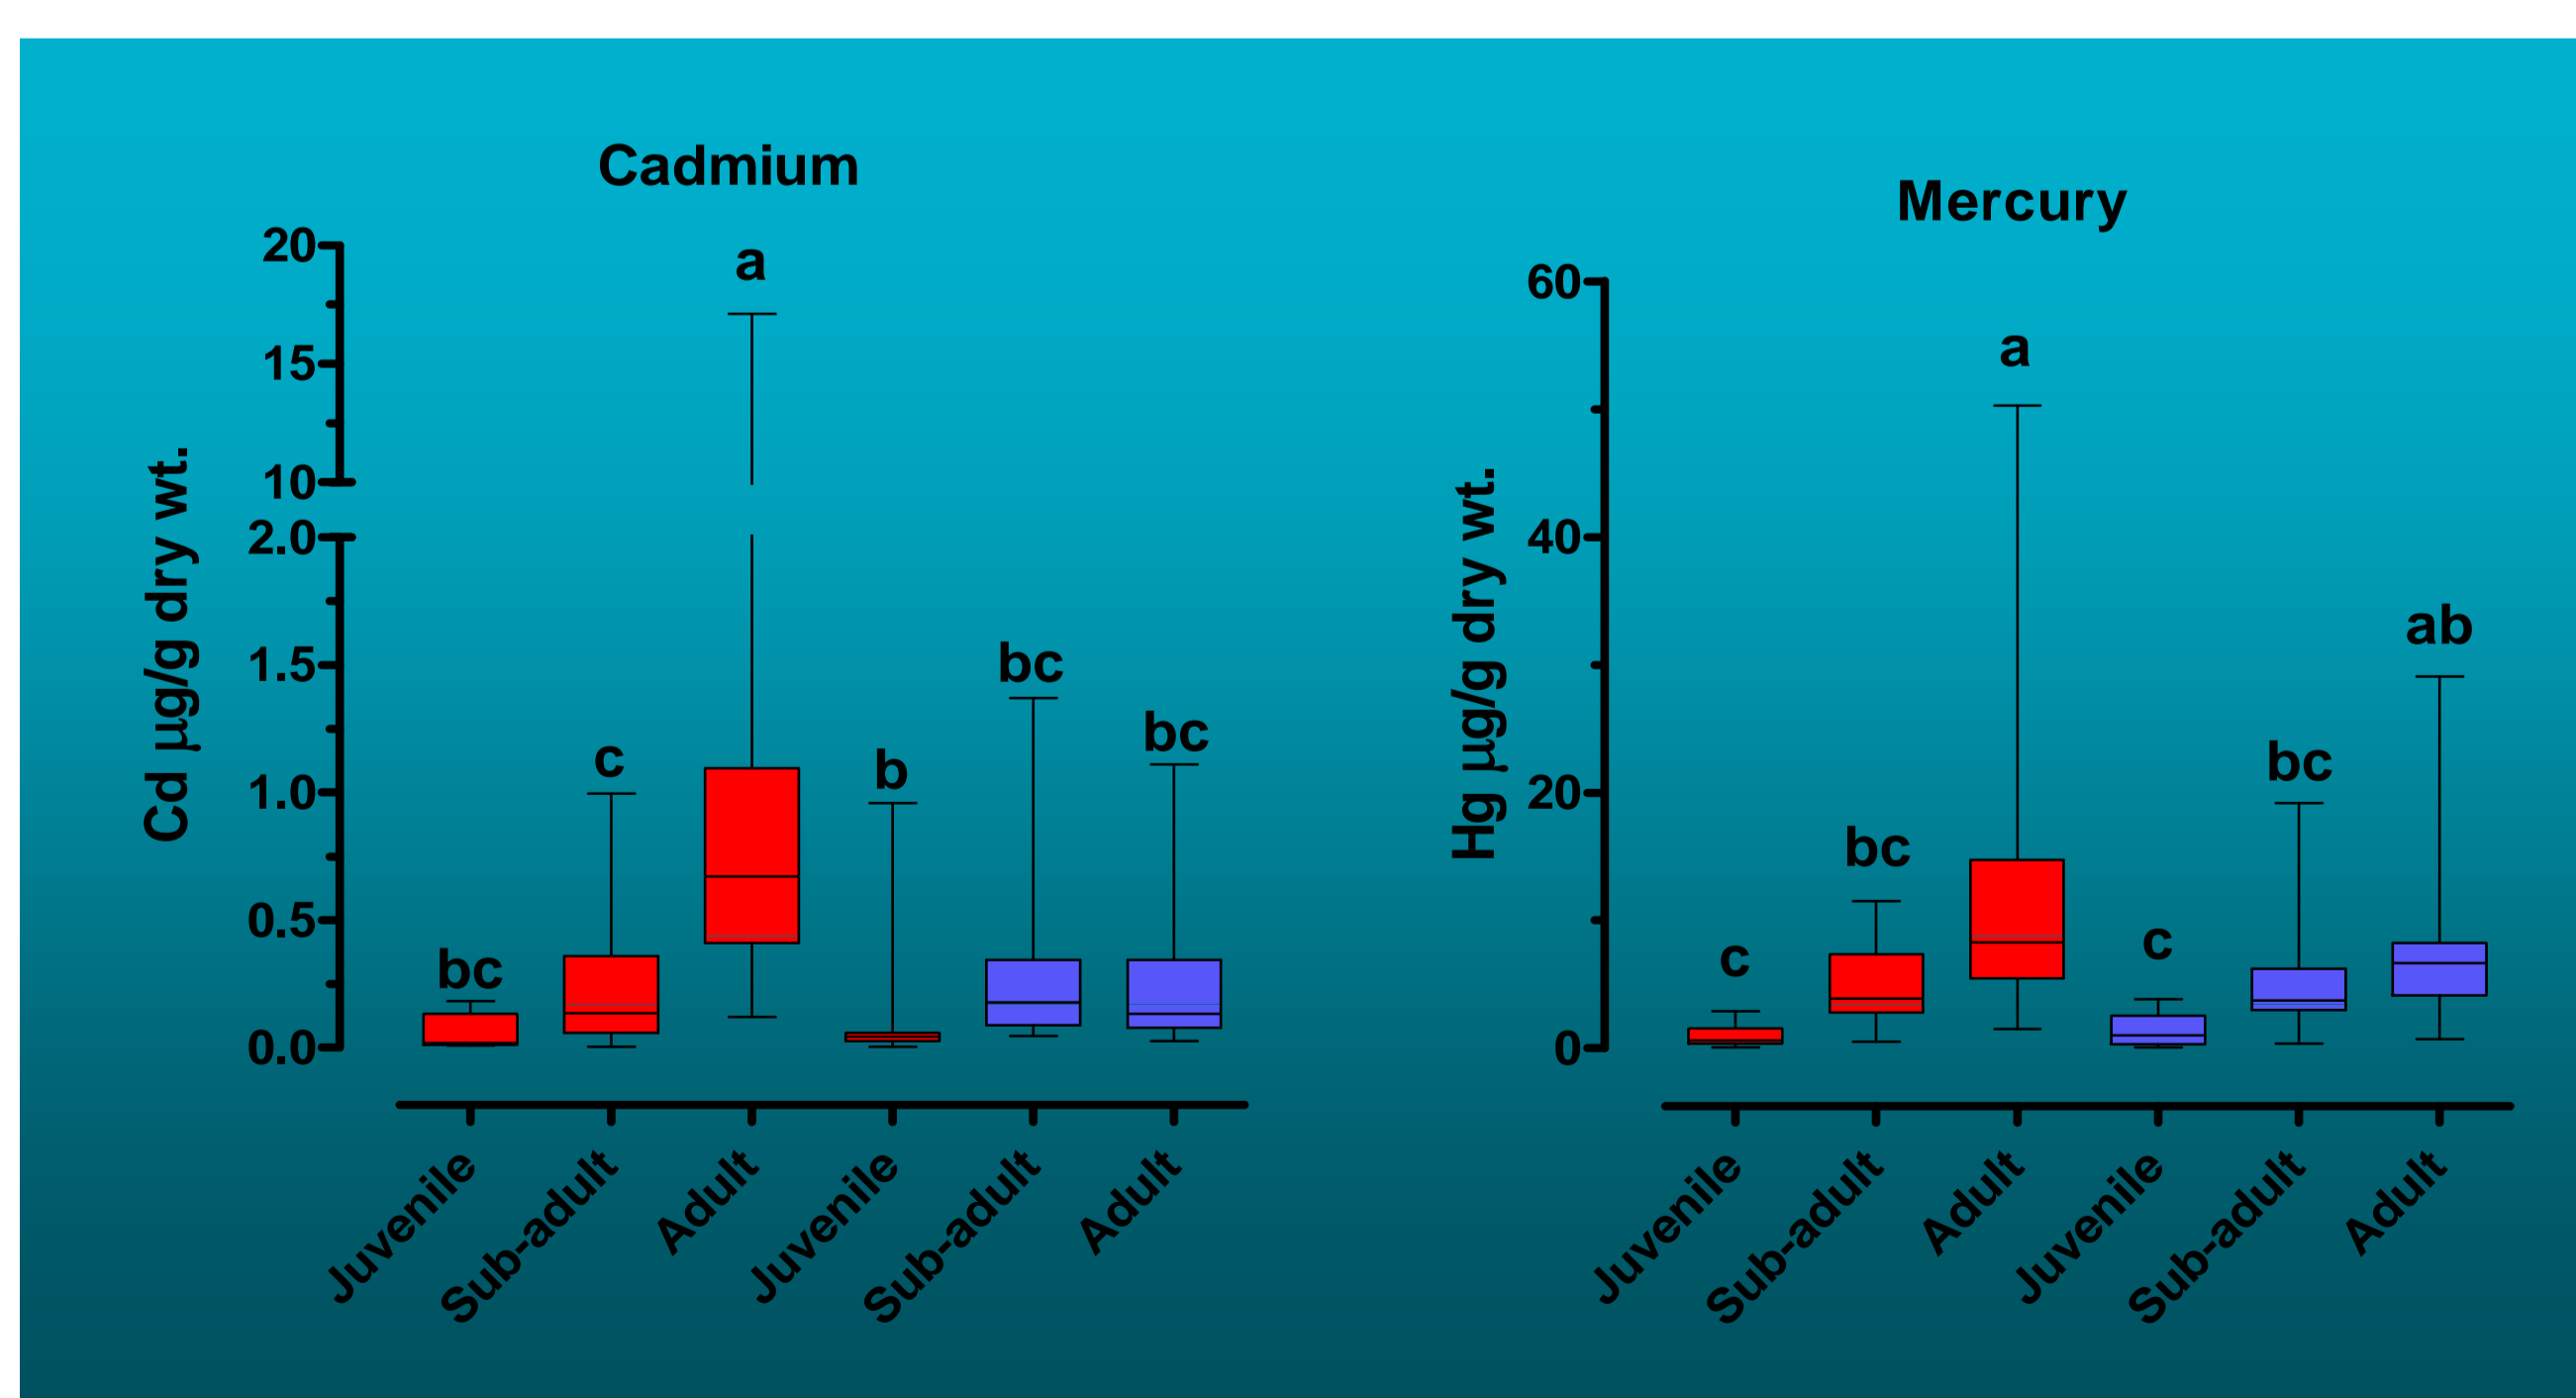 Cadmium
20
15
10
2.0
1.5
1.0
0.5
0.0
Cd µg/g dry wt.
bc
c
a
b
bc
bc
Juvenile
Sub-adult
Adult
Juvenile
Sub-adult
Adult
Mercury
60
40
20
0
Hg µg/g dry wt.
c
bc
a
c
bc
ab
Juvenile
Sub-adult
Adult
Juvenile
Sub-adult
Adult